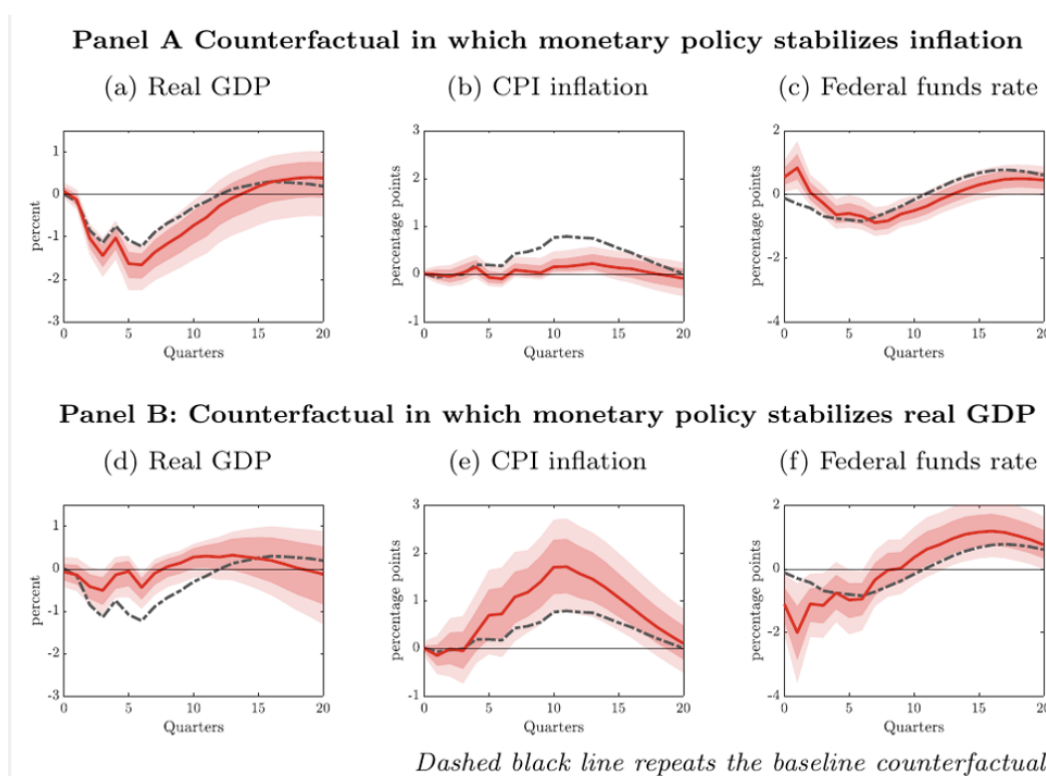 Panel A Counterfactual in which monetary policy stabilizes inflation
(a) Real GDP
(b) CPI inflation
(c) Federal funds rate
percent
1
0
-1
-2
-3
0
5
10
15
20
Quarters
percentage points
3
2
1
0
-1
0
5
10
15
20
Quarters
percentage points
2
0
-2
-4
0
5
10
15
20
Quarters
Panel B: Counterfactual in which monetary policy stabilizes real GDP
(d) Real GDP
(e) CPI inflation
(f) Federal funds rate
percent
1
0
-1
-2
-3
0
5
10
15
20
Quarters
percentage points
3
2
1
0
-1
0
5
10
15
20
Quarters
percentage points
2
0
-2
-4
0
5
10
15
20
Quarters
Dashed black line repeats the baseline counterfactual